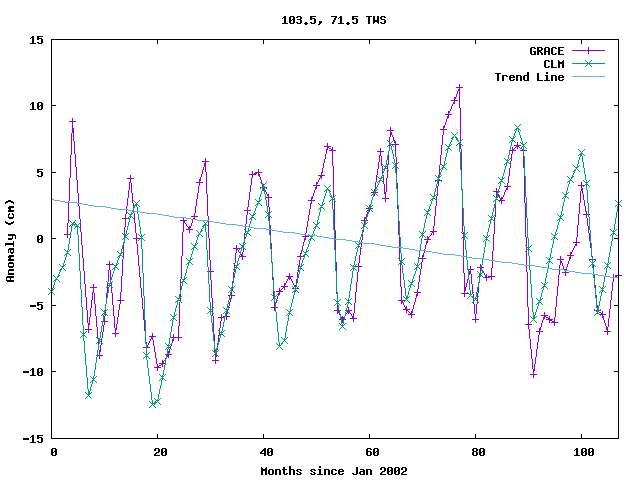 103.5, 71.5 TWS
GRACE
CLM
Trend Line
15
10
5
0
-5
-10
-15
Anomaly (cm)
0 20 40 60 80 100
Months since Jan 2002